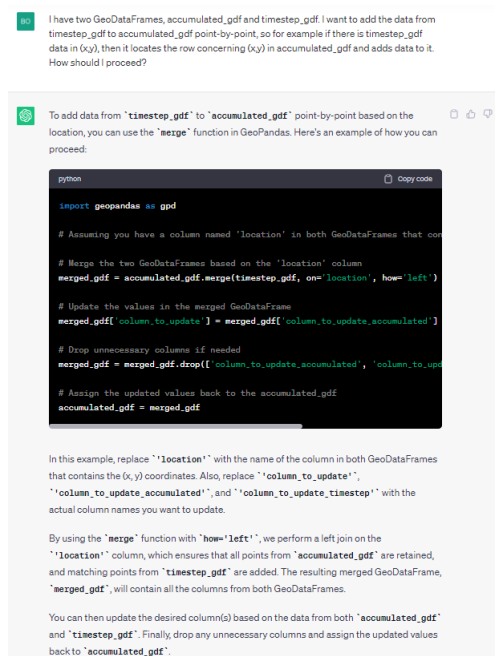 BO
I have two GeoDataFrames, accumulated_gdf and timestep_gdf. I want to add the data from
timestep_gdf to accumulated_gdf point-by-point, so for example if there is timestep_gdf
data in (x,y), then it locates the row concerning (x,y) in accumulated_gdf and adds data to it.
How should I proceed?
To add data from `timestep_gdf` to `accumulated_gdf` point-by-point based on the
location, you can use the `merge` function in GeoPandas. Here's an example of how you can
proceed:
python Copy code
import geopandas as gpd
# Assuming you have a column named 'location' in both GeoDataFrames that con
# Merge the two GeoDataFrames based on the 'location' column
merged_gdf = accumulated_gdf.merge(timestep_gdf, on='location', how='left')
# Update the values in the merged GeoDataFrame
merged_gdf['column_to_update'] = merged_gdf['column_to_update_accumulated']
# Drop unnecessary columns if needed
merged_gdf = merged_gdf.drop(['column_to_update_accumulated', 'column_to_upd
# Assign the updated values back to the accumulated_gdf
accumulated_gdf = merged_gdf
In this example, replace `'location'` with the name of the column in both GeoDataFrames
that contains the (x, y) coordinates. Also, replace `'column_to_update'`,
`'column_to_update_accumulated'`, and `'column_to_update_timestep'` with the
actual column names you want to update.
By using the `merge` function with `how='left'`, we perform a left join on the
`'location'` column, which ensures that all points from `accumulated_gdf` are retained,
and matching points from `timestep_gdf` are added. The resulting merged GeoDataFrame,
`merged_gdf`, will contain all the columns from both GeoDataFrames.
You can then update the desired column(s) based on the data from both `accumulated_gdf`
and `timestep_gdf`. Finally, drop any unnecessary columns and assign the updated values
back to `accumulated_gdf`.